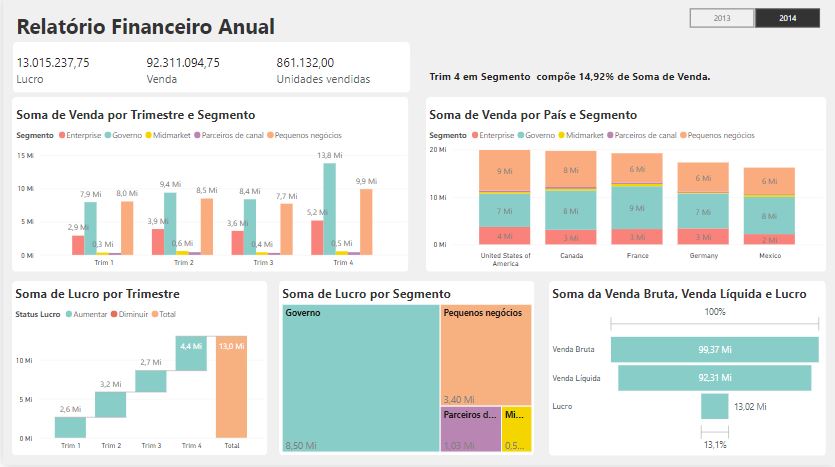 Relatório Financeiro Anual
2013
2014
13.015.237,75
92.311.094,75
861.132,00
Lucro
Venda
Unidades vendidas
Trim 4 em Segmento compõe 14,92% de Soma de Venda.
Soma de Venda por Trimestre e Segmento
Segmento Enterprise Governo Midmarket Parceiros de canal Pequenos negócios
15 Mi
10 Mi
5 Mi
0 Mi
2,9 Mi
7,9 Mi
0,3 Mi
8,0 Mi
3,9 Mi
9,4 Mi
0,6 Mi
8,5 Mi
3,6 Mi
8,4 Mi
0,4 Mi
7,7 Mi
5,2 Mi
13,8 Mi
0,5 Mi
9,9 Mi
Trim 1
Trim 2
Trim 3
Trim 4
Soma de Venda por País e Segmento
Segmento Enterprise Governo Midmarket Parceiros de canal Pequenos negócios
20 Mi
10 Mi
0 Mi
9 Mi
8 Mi
6 Mi
6 Mi
6 Mi
7 Mi
8 Mi
9 Mi
7 Mi
8 Mi
4 Mi
3 Mi
3 Mi
3 Mi
2 Mi
United States of
America
Canada
France
Germany
Mexico
Soma de Lucro por Trimestre
Status Lucro Aumentar Diminuir Total
10 Mi
5 Mi
0 Mi
2,6 Mi
3,2 Mi
2,7 Mi
4,4 Mi
13,0 Mi
Trim 1
Trim 2
Trim 3
Trim 4
Total
Soma de Lucro por Segmento
Governo
8,50 Mi
Pequenos negócios
3,40 Mi
Parceiros d...
1,03 Mi
Mi...
0,5...
Soma da Venda Bruta, Venda Líquida e Lucro
100%
Venda Bruta
99,37 Mi
Venda Líquida
92,31 Mi
Lucro
13,02 Mi
13,1%